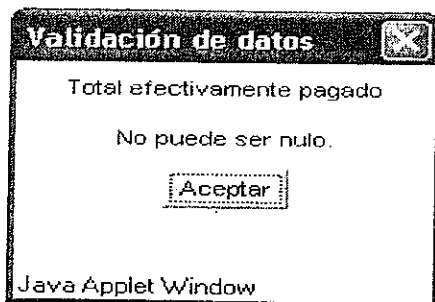 Validación de datos
Total efectivamente pagado
No puede ser nulo.
Aceptar
Java Applet Window